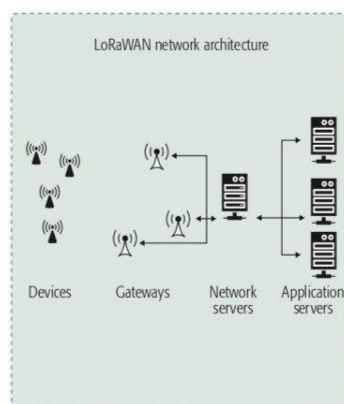 LoRaWAN network architecture
Devices
Gateways
Network
servers
Application
servers